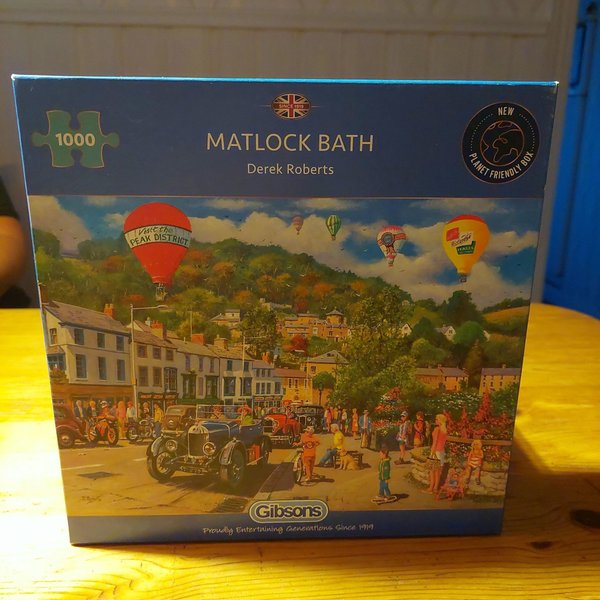 SINCE 1919
1000
MATLOCK BATH
Derek Roberts
NEW
PLANET FRIENDLY BOX
Visit the
PEAK DISTRICT
Gibsons
Proudly Entertaining Generations Since 1919